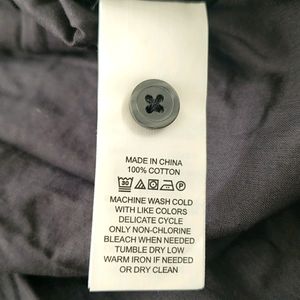 MADE IN CHINA
100% COTTON
30 P
MACHINE WASH COLD
WITH LIKE COLORS
DELICATE CYCLE
ONLY NON-CHLORINE
BLEACH WHEN NEEDED
TUMBLE DRY LOW
WARM IRON IF NEEDED
OR DRY CLEAN